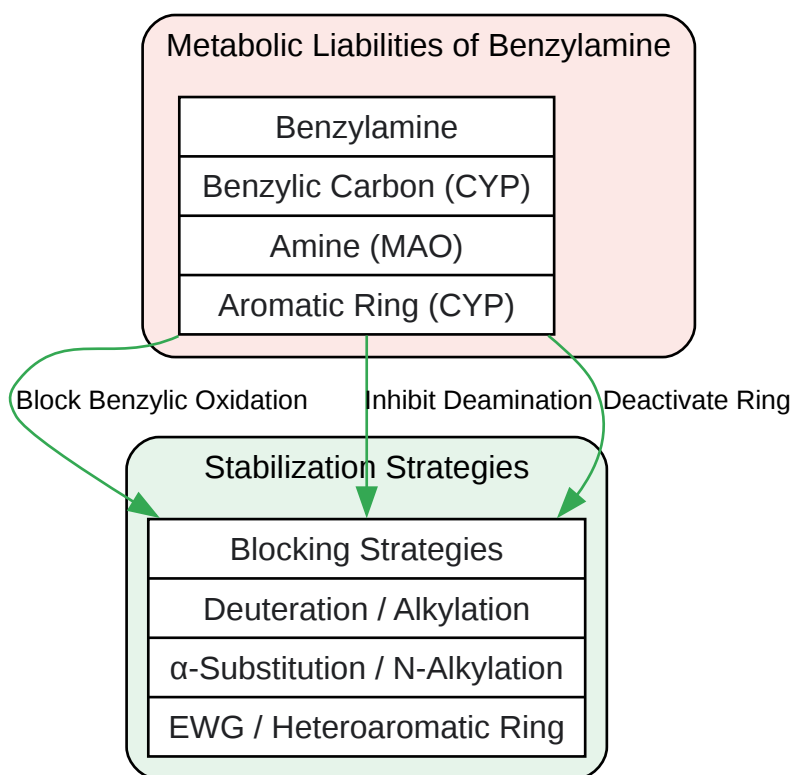 Metabolic Liabilities of Benzylamine
Benzylamine
Benzylic Carbon (CYP)
Amine (MAO)
Aromatic Ring (CYP)
Block Benzylic Oxidation
Inhibit Deamination
Deactivate Ring
Stabilization Strategies
Blocking Strategies
Deuteration / Alkylation
α-Substitution / N-Alkylation
EWG / Heteroaromatic Ring